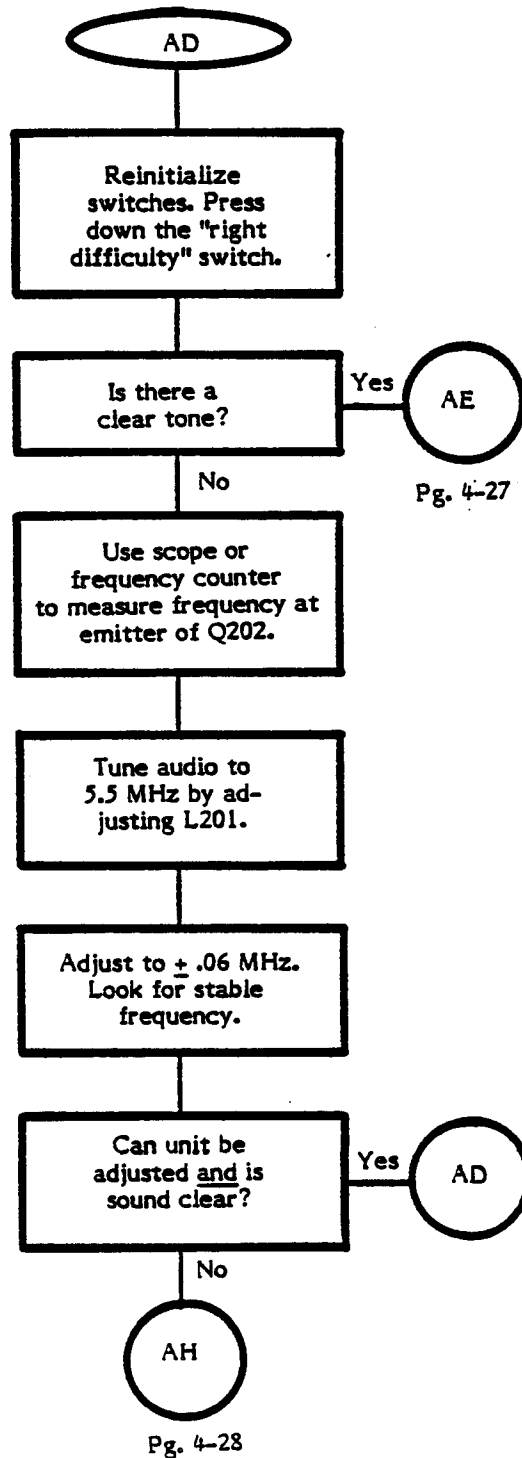 AD
Reinitialize
switches. Press
down the "right
difficulty" switch.
Is there a
clear tone?
Yes
AE
Pg. 4-27
No
Use scope or
frequency counter
to measure frequency at
emitter of Q202.
Tune audio to
5.5 MHz by ad-
justing L201.
Adjust to ± .06 MHz.
Look for stable
frequency.
Can unit be
adjusted and is
sound clear?
Yes
AD
No
AH
Pg. 4-28